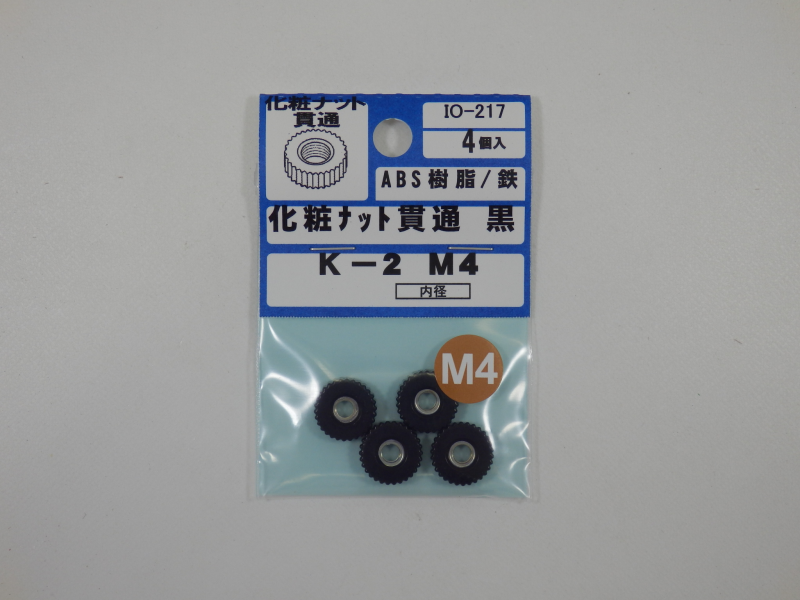 化粧ナット
貫通
IO-217
4個入
ABS樹脂/鉄
化粧ナット貫通 黒
K-2 M4
内径
M4